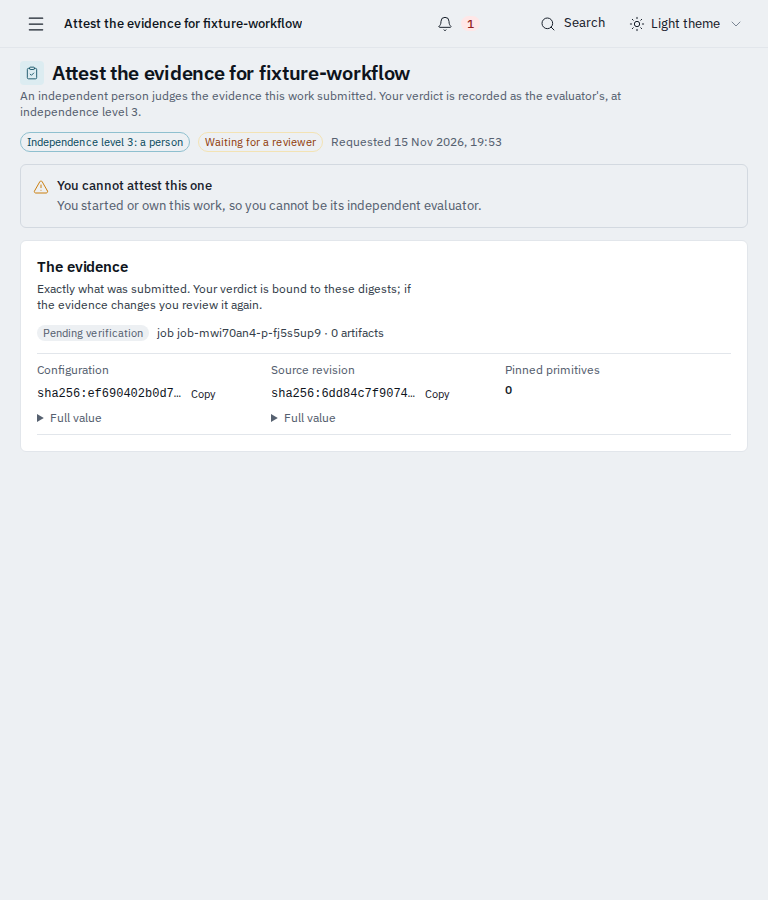 Attest the evidence for fixture-workflow
1
Search
Light theme
Attest the evidence for fixture-workflow
An independent person judges the evidence this work submitted. Your verdict is recorded as the evaluator's, at
independence level 3.
Independence level 3: a person
Waiting for a reviewer
Requested 15 Nov 2026, 19:53
You cannot attest this one
You started or own this work, so you cannot be its independent evaluator.
The evidence
Exactly what was submitted. Your verdict is bound to these digests; if
the evidence changes you review it again.
Pending verification
job job-mwi70an4-p-fj5s5up9 · 0 artifacts
Configuration
Source revision
Pinned primitives
sha256:ef690402b0d7… Copy
sha256:6dd84c7f9074… Copy
0
Full value
Full value